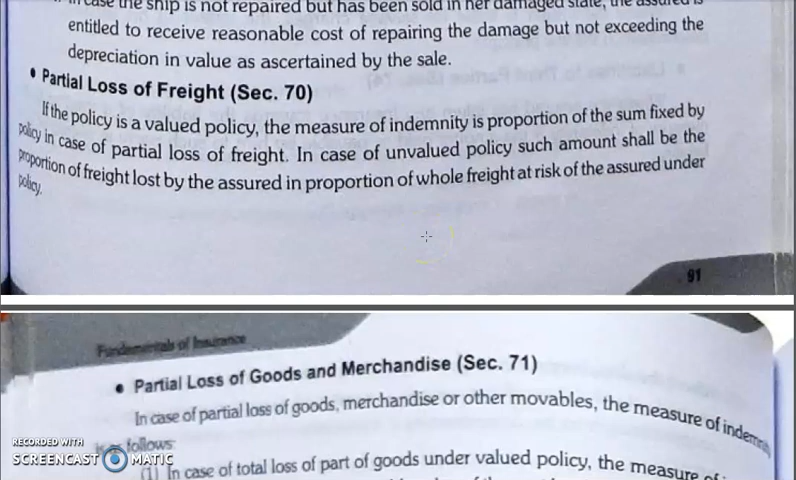 In case the ship is not repaired but has been sold in her damaged state, the assured is
entitled to receive reasonable cost of repairing the damage but not exceeding the
depreciation in value as ascertained by the sale.
• Partial Loss of Freight (Sec. 70)
If the policy is a valued policy, the measure of indemnity is proportion of the sum fixed by
policy in case of partial loss of freight. In case of unvalued policy such amount shall be the
proportion of freight lost by the assured in proportion of whole freight at risk of the assured under
policy.
91
Fundamentals of Insurance
• Partial Loss of Goods and Merchandise (Sec. 71)
In case of partial loss of goods, merchandise or other movables, the measure of indemnity
is as follows:
(1) In case of total loss of part of goods under valued policy, the measure of
RECORDED WITH
SCREENCAST MATIC